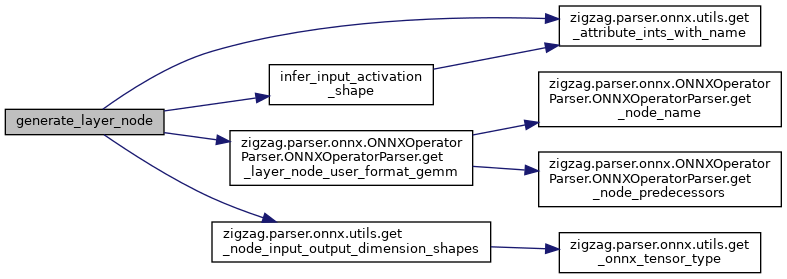 generate_layer_node
zigzag.parser.onnx.utils.get
_attribute_ints_with_name
infer_input_activation
_shape
zigzag.parser.onnx.ONNXOperator
Parser.ONNXOperatorParser.get
_layer_node_user_format_gemm
zigzag.parser.onnx.ONNXOperator
Parser.ONNXOperatorParser.get
_node_name
zigzag.parser.onnx.ONNXOperator
Parser.ONNXOperatorParser.get
_node_predecessors
zigzag.parser.onnx.utils.get
_node_input_output_dimension_shapes
zigzag.parser.onnx.utils.get
_onnx_tensor_type